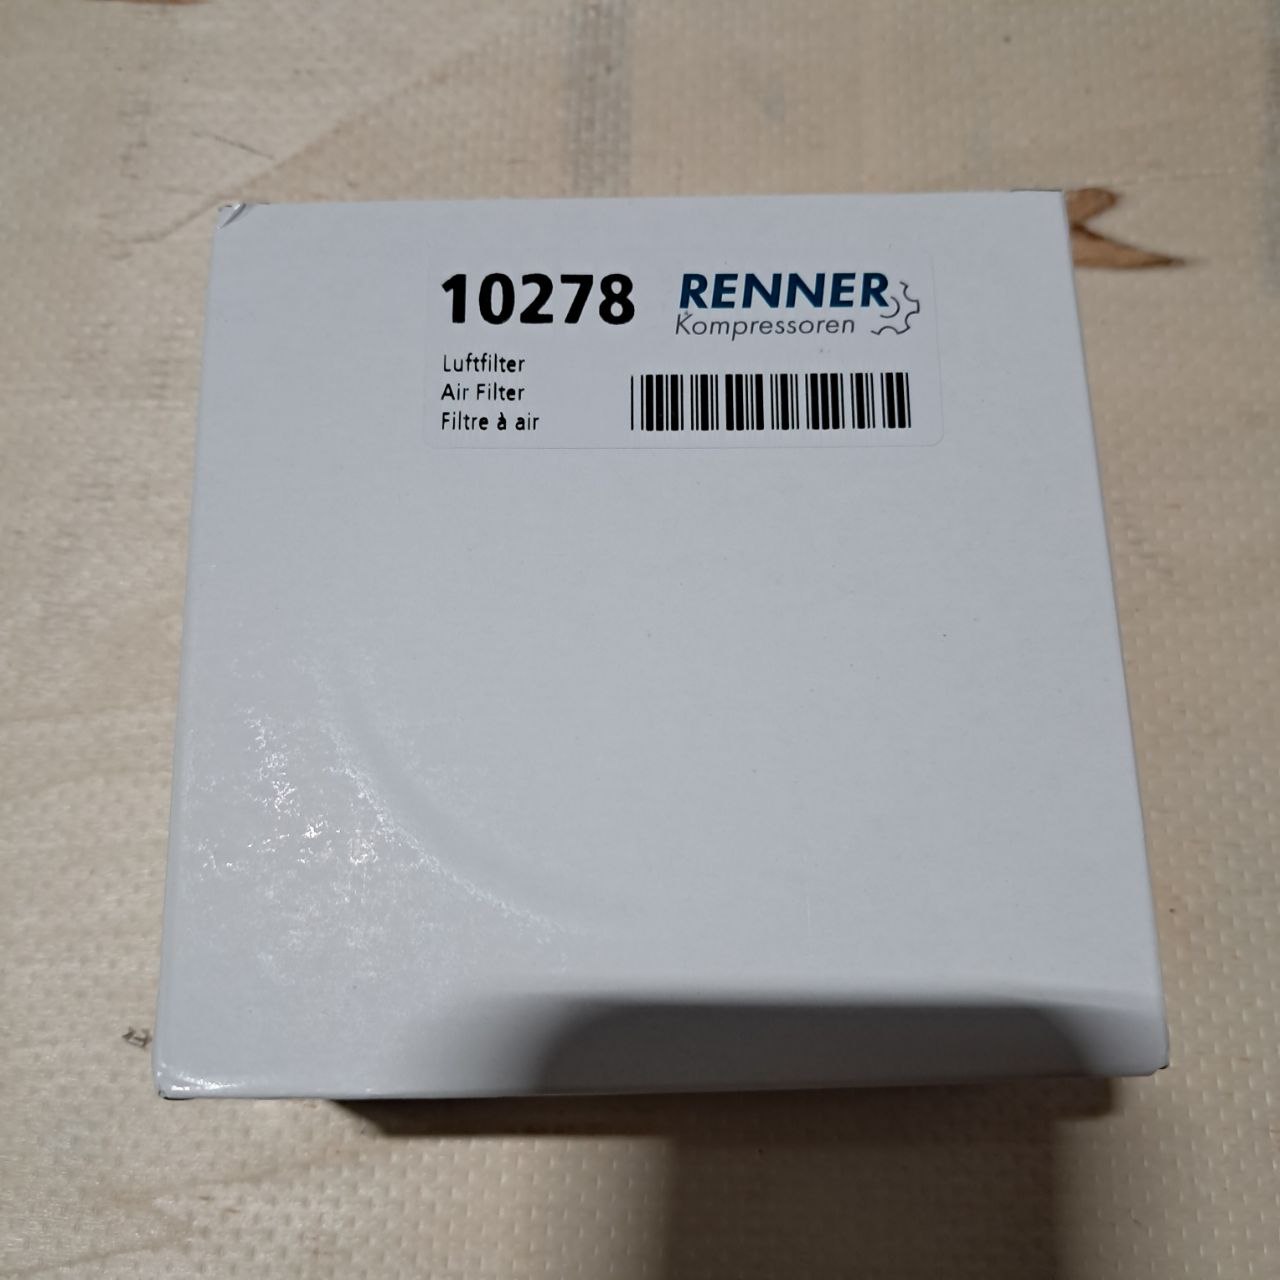 10278
RENNER
Kompressoren
Luftfilter
Air Filter
Filtre à air